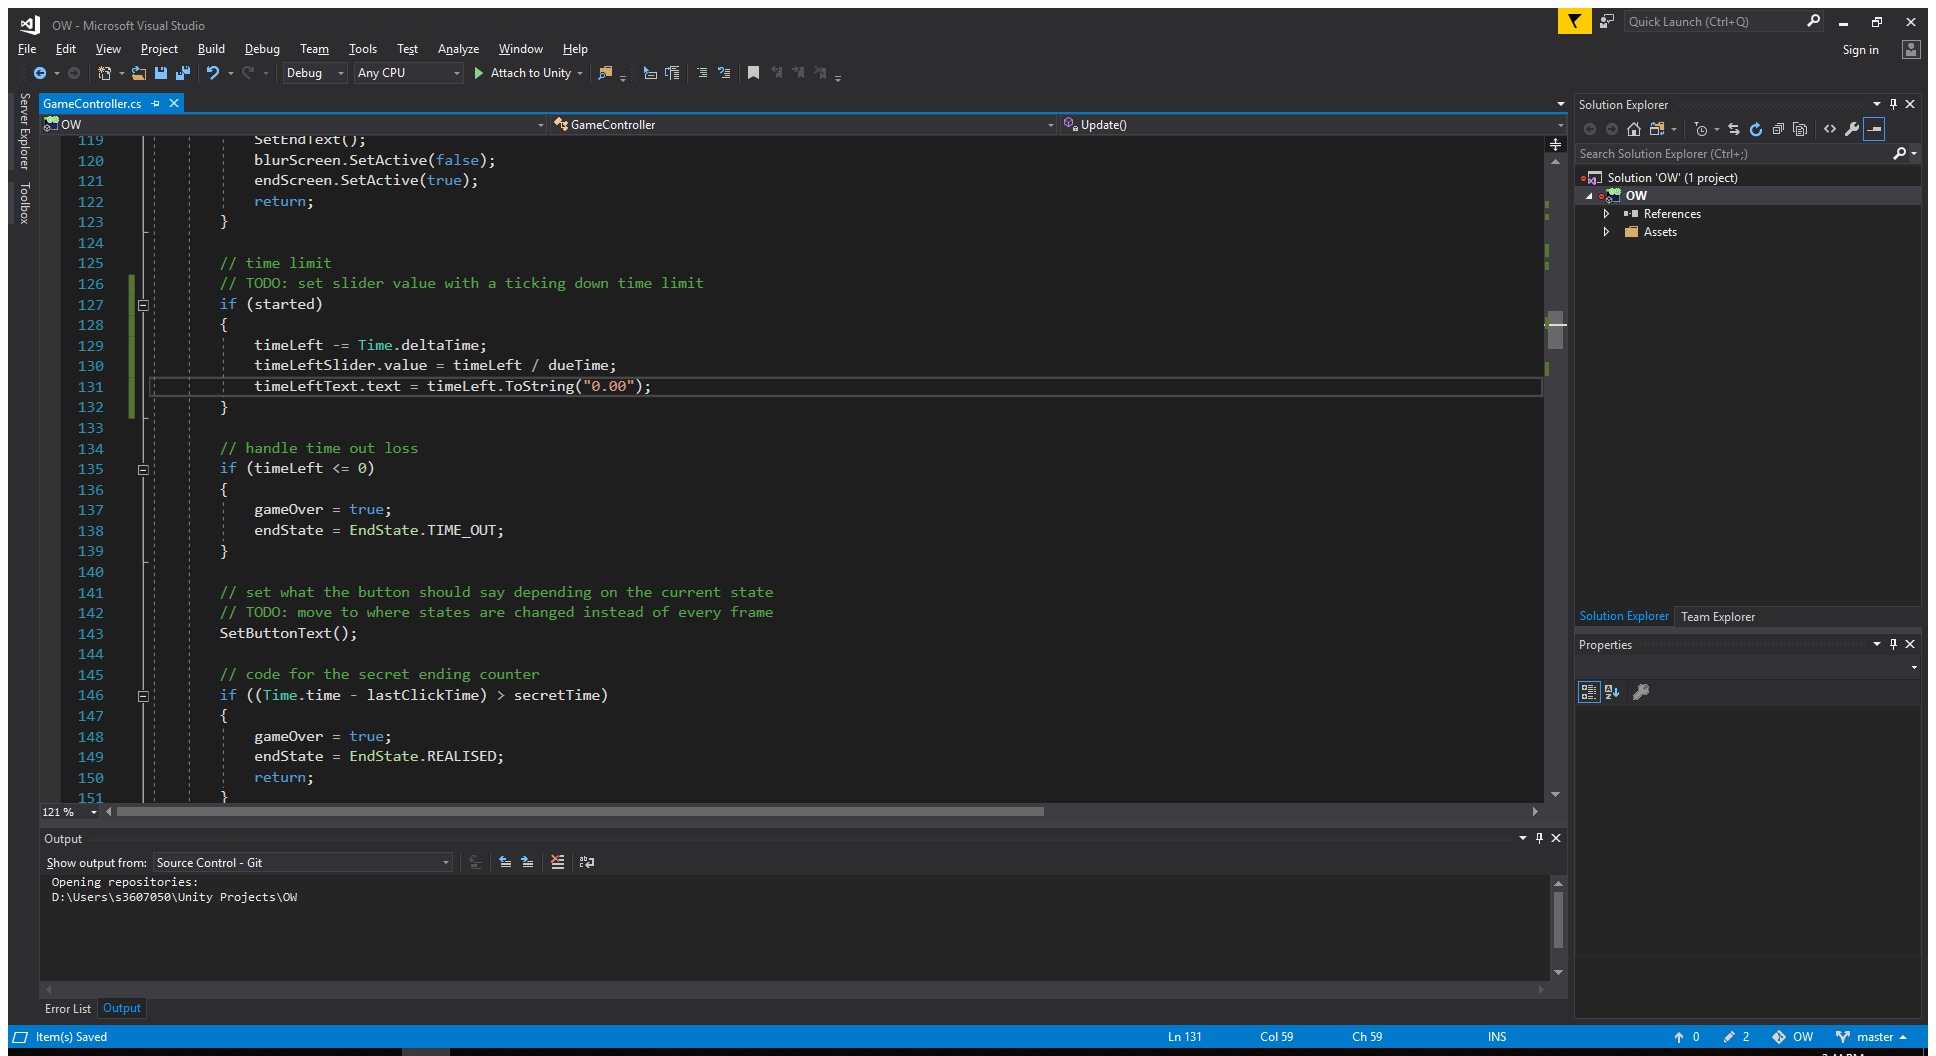 OW - Microsoft Visual Studio
Quick Launch (Ctrl+Q)
File Edit View Project Build Debug Team Tools Test Analyze Window Help
Sign in
Debug Any CPU Attach to Unity
Server Explorer
Toolbox
GameController.cs
OW GameController Update()
119 SetEndText();
120 blurScreen.SetActive(false);
121 endScreen.SetActive(true);
122 return;
123 }
124
125 // time limit
126 // TODO: set slider value with a ticking down time limit
127 if (started)
128 {
129 timeLeft -= Time.deltaTime;
130 timeLeftSlider.value = timeLeft / dueTime;
131 timeLeftText.text = timeLeft.ToString("0.00");
132 }
133
134 // handle time out loss
135 if (timeLeft <= 0)
136 {
137 gameOver = true;
138 endState = EndState.TIME_OUT;
139 }
140
141 // set what the button should say depending on the current state
142 // TODO: move to where states are changed instead of every frame
143 SetButtonText();
144
145 // code for the secret ending counter
146 if ((Time.time - lastClickTime) > secretTime)
147 {
148 gameOver = true;
149 endState = EndState.REALISED;
150 return;
151 }
121 %
Output
Show output from: Source Control - Git
Opening repositories:
D:\Users\s3607050\Unity Projects\OW
Error List Output
Solution Explorer
Search Solution Explorer (Ctrl+;)
Solution 'OW' (1 project)
OW
References
Assets
Solution Explorer Team Explorer
Properties
Item(s) Saved Ln 131 Col 59 Ch 59 INS 0 2 OW master